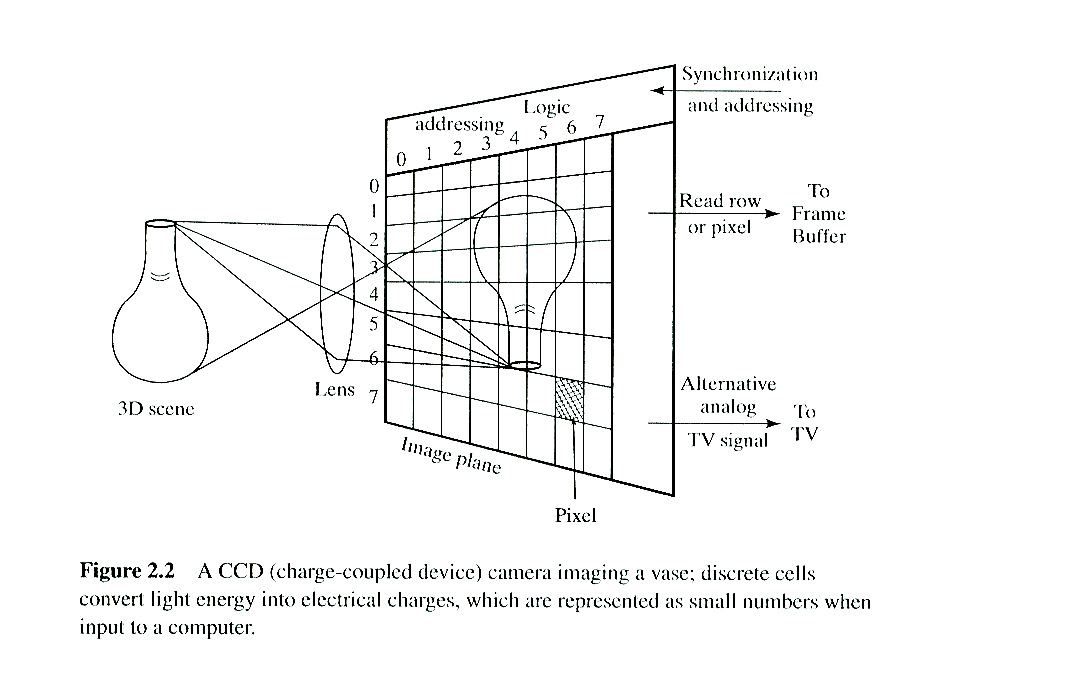 Synchronization
and addressing
Logic
addressing
0 1 2 3 4 5 6 7
0
1
2
3
4
5
6
7
Read row
or pixel
To
Frame
Buffer
Lens
3D scene
Alternative
analog
TV signal
To
TV
Image plane
Pixel
Figure 2.2 A CCD (charge-coupled device) camera imaging a vase; discrete cells
convert light energy into electrical charges, which are represented as small numbers when
input to a computer.